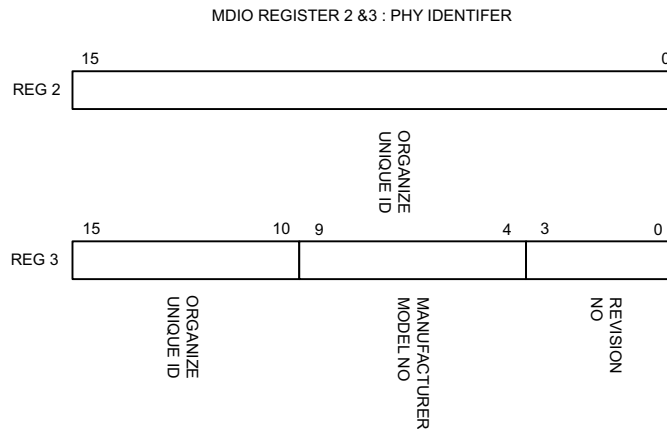 MDIO REGISTER 2 &3 : PHY IDENTIFER
15 0
REG 2
ORGANIZE
UNIQUE ID
15 10 9 4 3 0
REG 3
ORGANIZE
UNIQUE ID
MANUFACTURER
MODEL NO
REVISION
NO